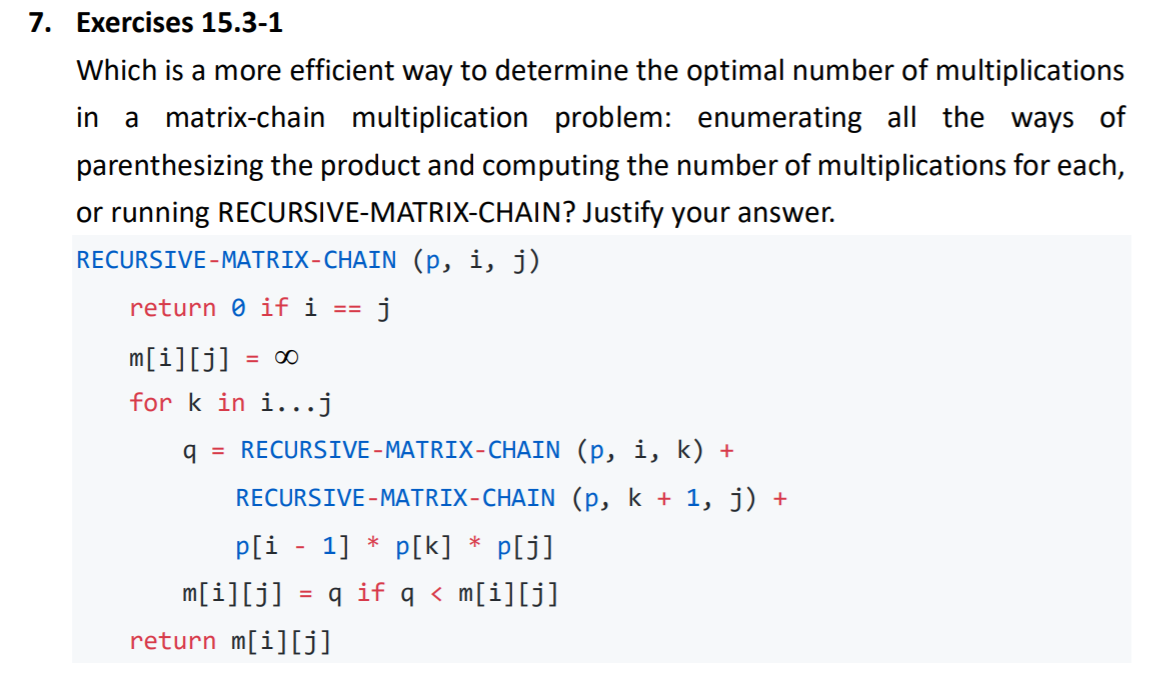 7. Exercises 15.3-1
Which is a more efficient way to determine the optimal number of multiplications
in a matrix-chain multiplication problem: enumerating all the ways of
parenthesizing the product and computing the number of multiplications for each,
or running RECURSIVE-MATRIX-CHAIN? Justify your answer.
RECURSIVE-MATRIX-CHAIN (p, i, j)
return 0 if i == j
m[i][j] = ∞
for k in i...j
q = RECURSIVE-MATRIX-CHAIN (p, i, k) +
RECURSIVE-MATRIX-CHAIN (p, k + 1, j) +
p[i - 1] * p[k] * p[j]
m[i][j] = q if q < m[i][j]
return m[i][j]